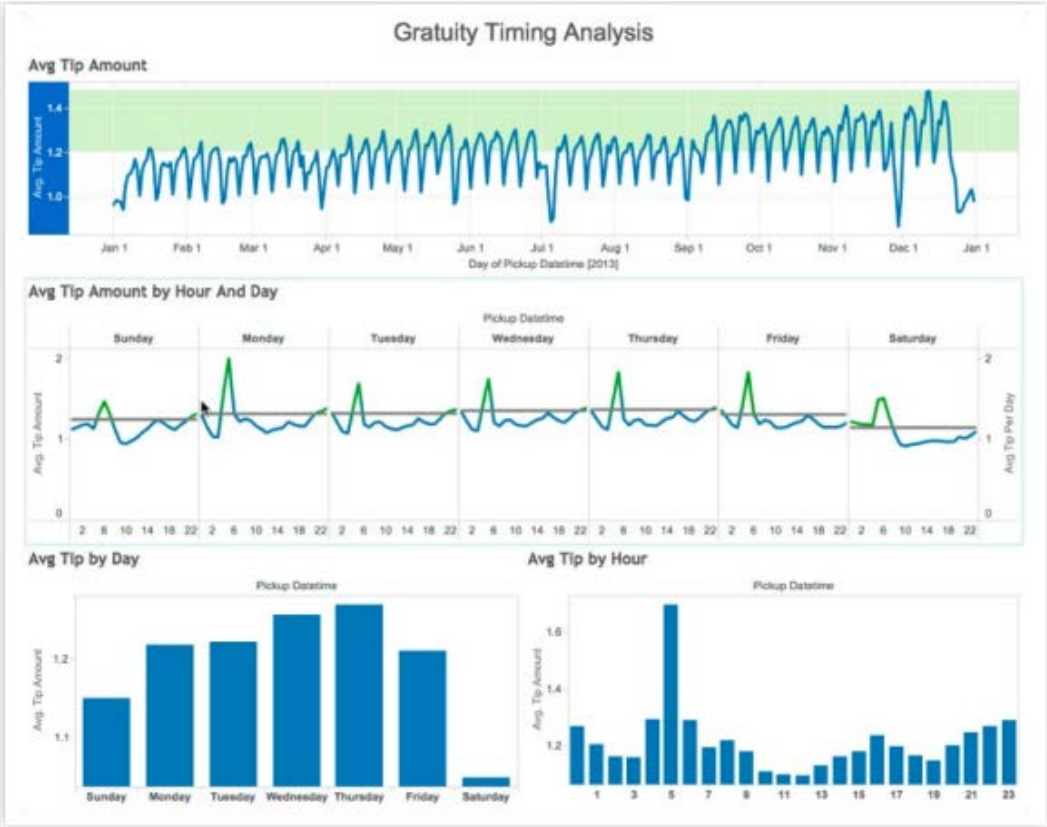 Gratuity Timing Analysis
Avg Tip Amount
Avg. Tip Amount
1.4
1.2
1.0
Jan 1 Feb 1 Mar 1 Apr 1 May 1 Jun 1 Jul 1 Aug 1 Sep 1 Oct 1 Nov 1 Dec 1 Jan 1
Day of Pickup Datetime [2013]
Avg Tip Amount by Hour And Day
Pickup Datetime
Sunday Monday Tuesday Wednesday Thursday Friday Saturday
Avg. Tip Amount
2
1
0
2
1
0
Avg Tip Per Day
2 6 10 14 18 22 2 6 10 14 18 22 2 6 10 14 18 22 2 6 10 14 18 22 2 6 10 14 18 22 2 6 10 14 18 22 2 6 10 14 18 22
Avg Tip by Day
Pickup Datetime
Avg. Tip Amount
1.2
1.1
Sunday Monday Tuesday Wednesday Thursday Friday Saturday
Avg Tip by Hour
Pickup Datetime
Avg. Tip Amount
1.6
1.4
1.2
1 3 5 7 9 11 13 15 17 19 21 23